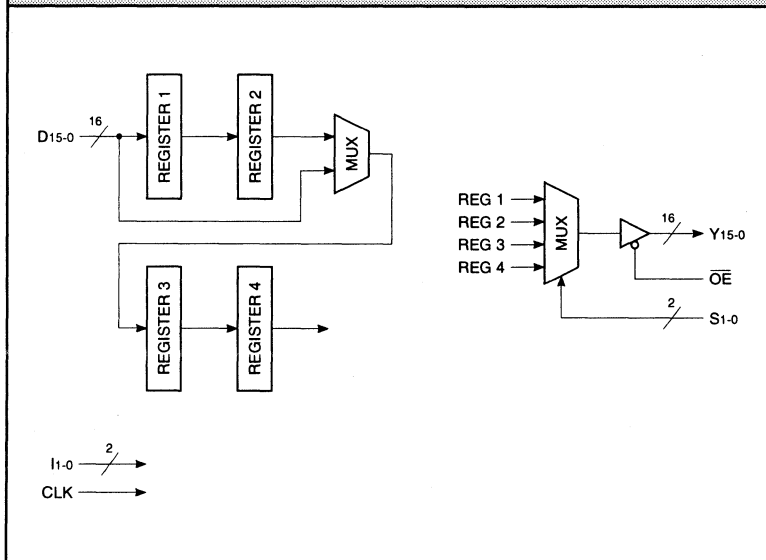 REGISTER 1
REGISTER 2
16
D15-0
MUX
REGISTER 3
REGISTER 4
I1-0
2
CLK
REG 1
REG 2
REG 3
REG 4
MUX
16
Y15-0
OE
2
S1-0